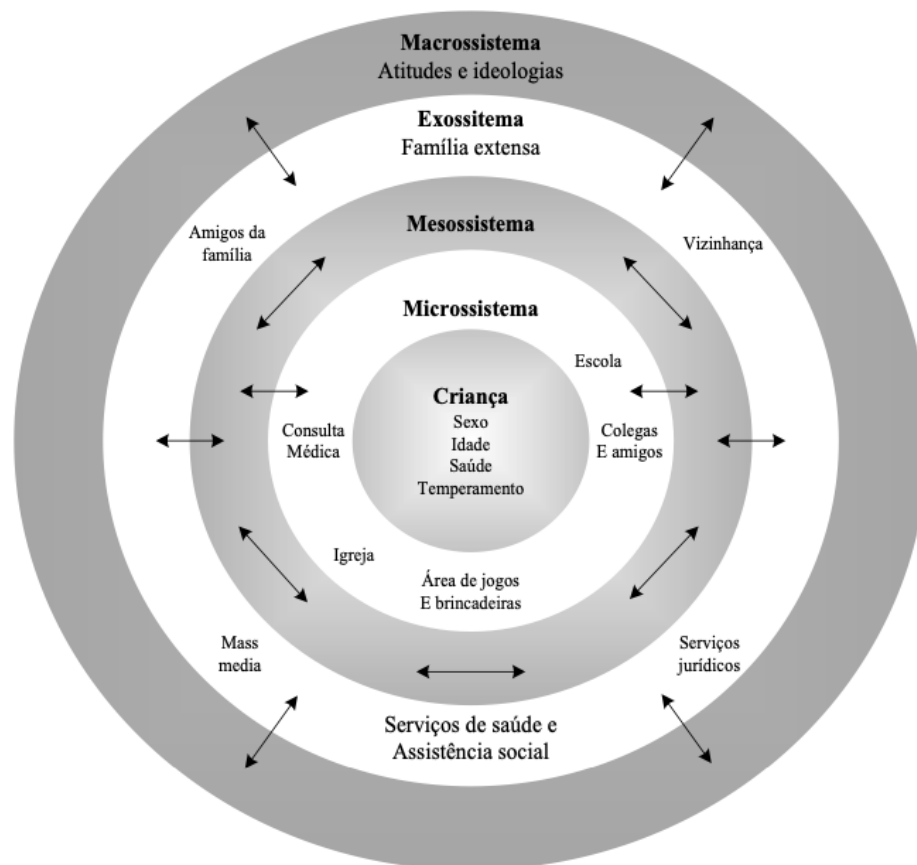 Macrossistema
Atitudes e ideologias
Exossitema
Família extensa
Amigos da
família
Mesossistema
Vizinhança
Microssistema
Escola
Criança
Sexo
Idade
Saúde
Temperamento
Consulta
Médica
Colegas
E amigos
Igreja
Área de jogos
E brincadeiras
Mass
media
Serviços
jurídicos
Serviços de saúde e
Assistência social